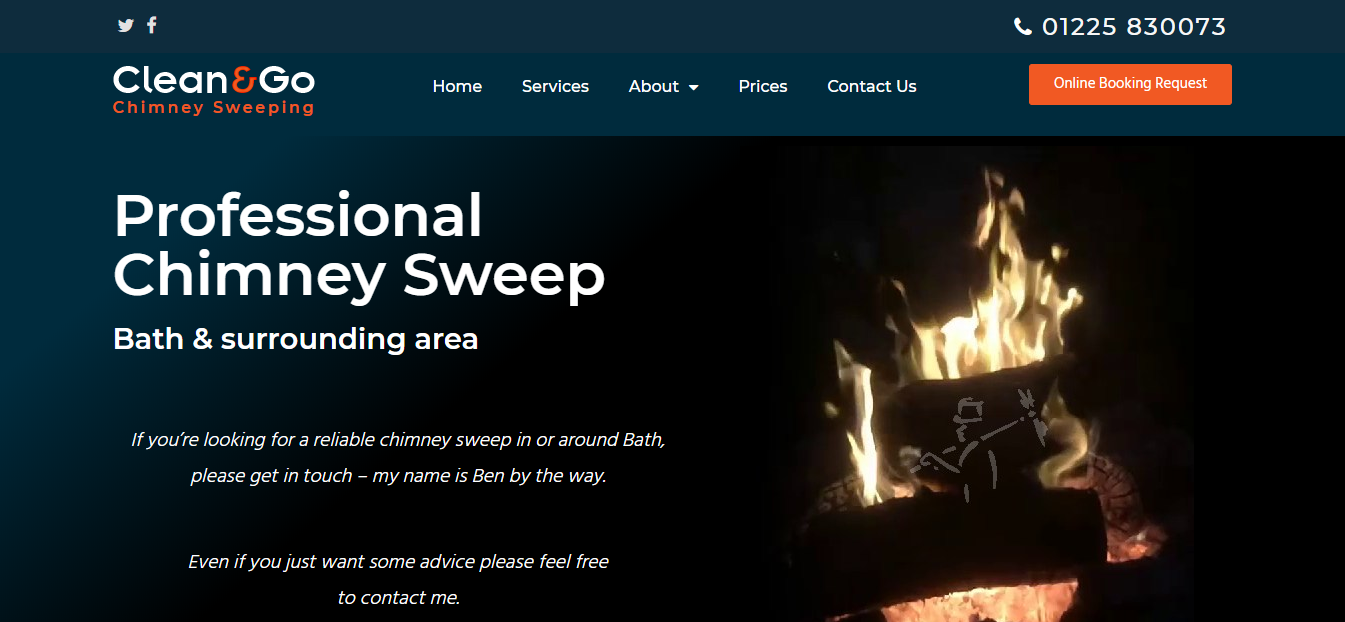 01225 830073
Clean&Go
Chimney Sweeping
Home Services About Prices Contact Us
Online Booking Request
Professional
Chimney Sweep
Bath & surrounding area
If you’re looking for a reliable chimney sweep in or around Bath,
please get in touch – my name is Ben by the way.
Even if you just want some advice please feel free
to contact me.